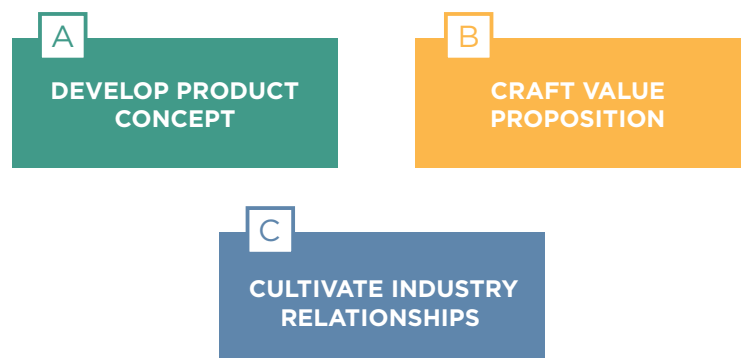 A
DEVELOP PRODUCT
CONCEPT
B
CRAFT VALUE
PROPOSITION
C
CULTIVATE INDUSTRY
RELATIONSHIPS